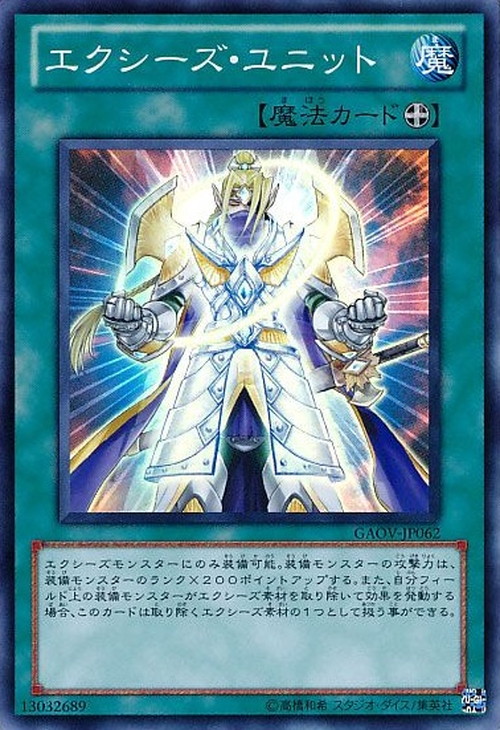 エクシーズ・ユニット
魔
【魔法カード】
GAOV-JP062
エクシーズモンスターにのみ装備可能。装備モンスターの攻撃力は、
装備モンスターのランク×２００ポイントアップする。また、自分フィー
ルド上の装備モンスターがエクシーズ素材を取り除いて効果を発動する
場合、このカードは取り除くエクシーズ素材の１つとして扱う事ができる。
13032689
©高橋和希 スタジオ・ダイス/集英社